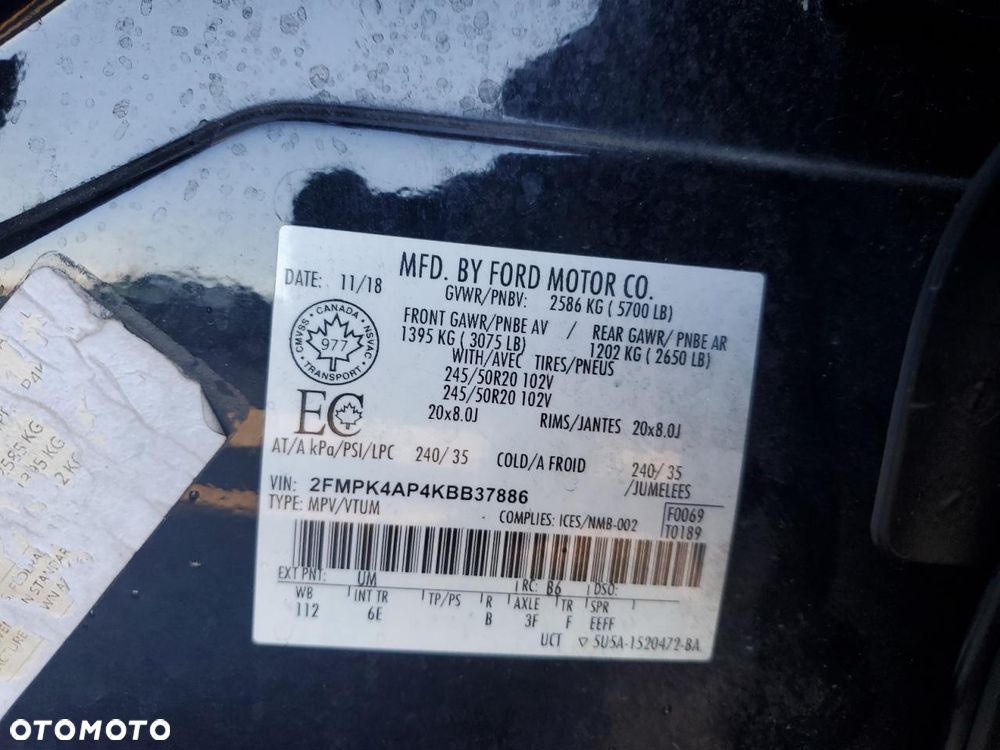 MFD. BY FORD MOTOR CO.
DATE: 11/18
GVWR/PNBV: 2586 KG ( 5700 LB)
FRONT GAWR/PNBE AV / REAR GAWR/ PNBE AR
1395 KG ( 3075 LB) 1202 KG ( 2650 LB)
WITH/AVEC TIRES/PNEUS
245/50R20 102V
245/50R20 102V
20x8.0J RIMS/JANTES 20x8.0J
CANADA
CMVSS · NSVAC
977
TRANSPORT
EC
AT/A kPa/PSI/LPC 240/ 35 COLD/A FROID 240/ 35
/JUMELEES
VIN: 2FMPK4AP4KBB37886
TYPE: MPV/VTUM COMPLIES: ICES/NMB-002
F0069
T0189
EXT PNT: UM RC: B6 DSO:
WB INT TR TP/PS R AXLE TR SPR
112 6E B 3F F EEFF
UCT ▽ 5U5A-1520472-BA
OTOMOTO